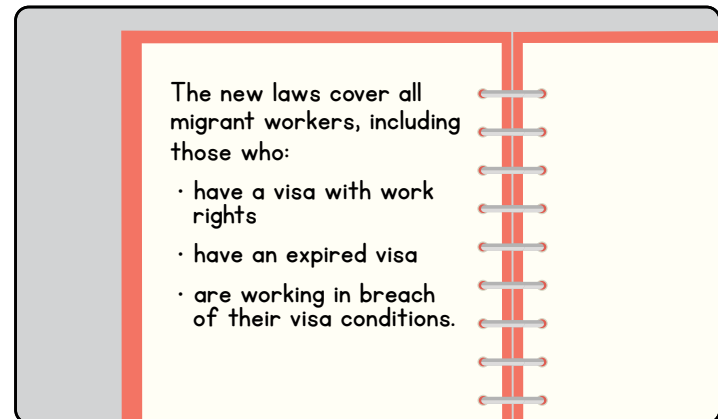 The new laws cover all
migrant workers, including
those who:
· have a visa with work
rights
· have an expired visa
· are working in breach
of their visa conditions.